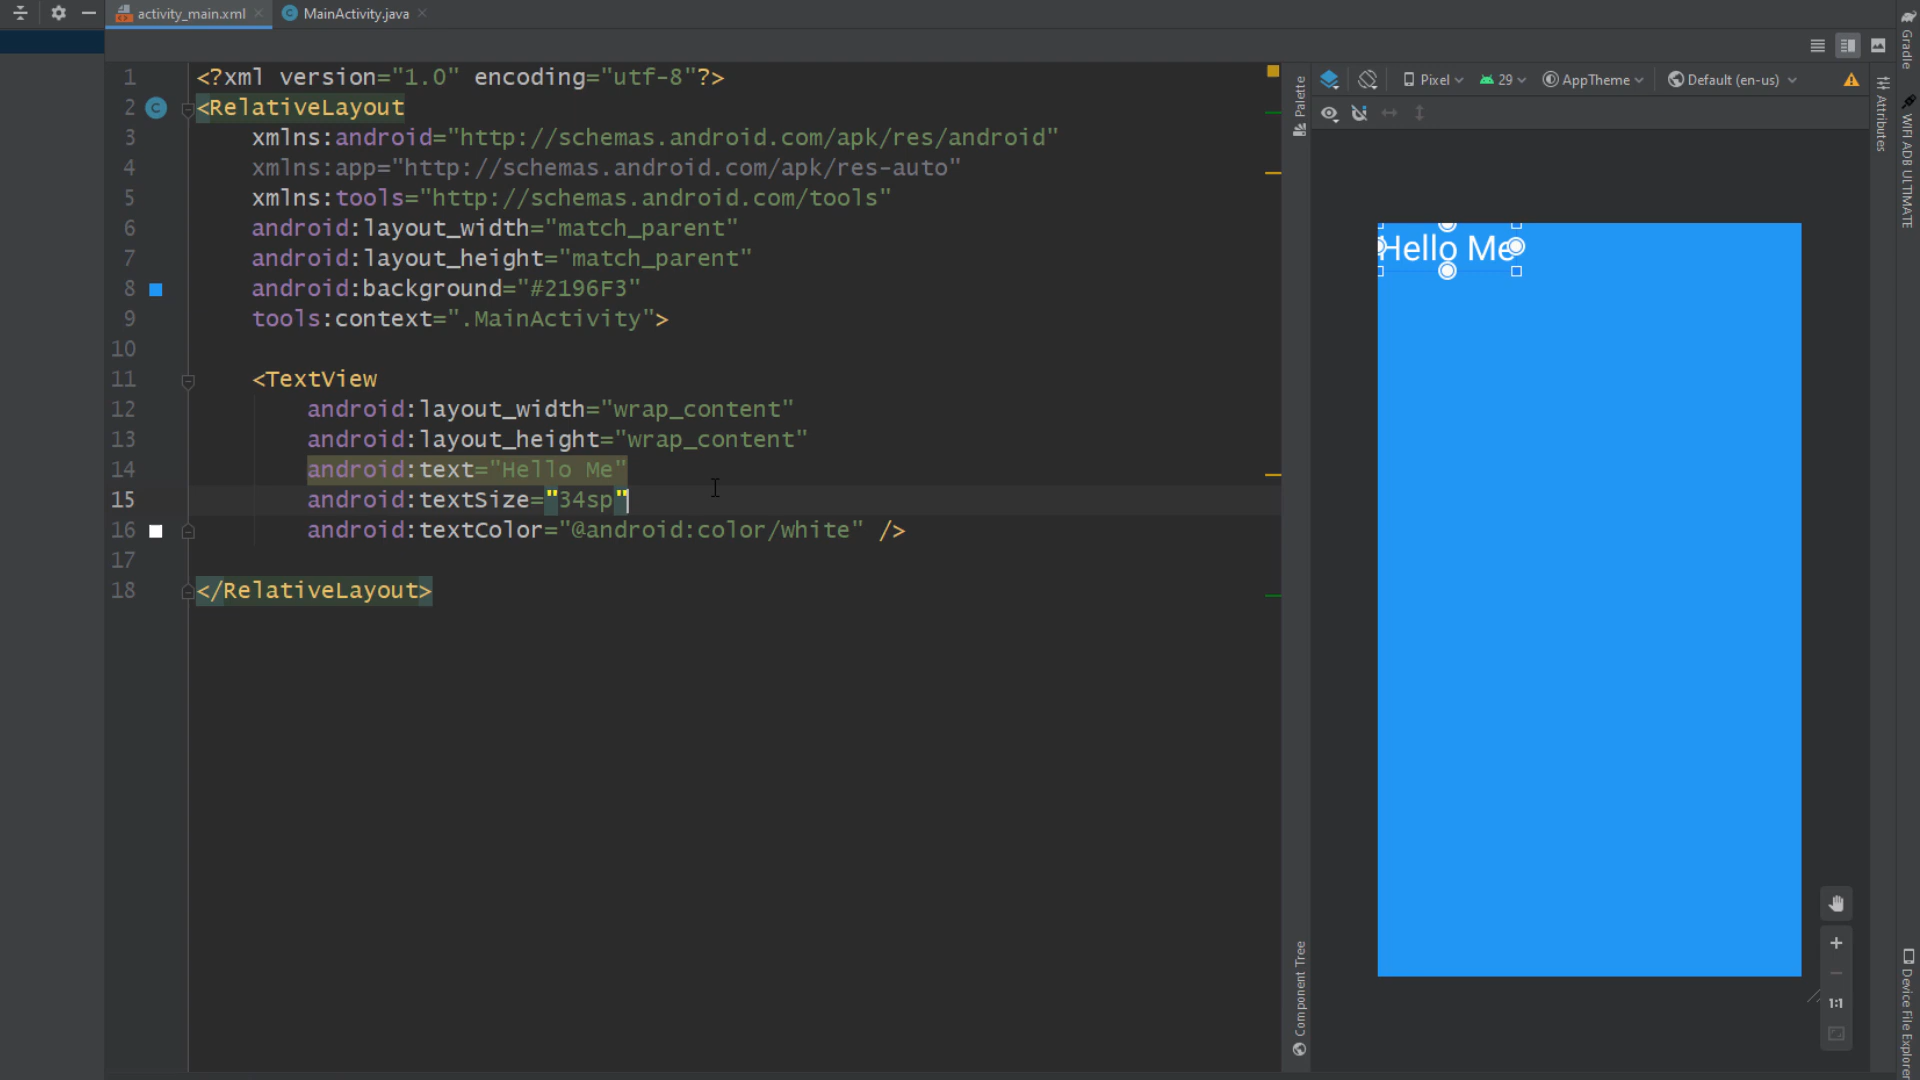 activity_main.xml
MainActivity.java
Gradle
1 <?xml version="1.0" encoding="utf-8"?>
2 <RelativeLayout
3 xmlns:android="http://schemas.android.com/apk/res/android"
4 xmlns:app="http://schemas.android.com/apk/res-auto"
5 xmlns:tools="http://schemas.android.com/tools"
6 android:layout_width="match_parent"
7 android:layout_height="match_parent"
8 android:background="#2196F3"
9 tools:context=".MainActivity">
10
11 <TextView
12 android:layout_width="wrap_content"
13 android:layout_height="wrap_content"
14 android:text="Hello Me"
15 android:textSize="34sp"
16 android:textColor="@android:color/white" />
17
18 </RelativeLayout>
Palette
Component Tree
Pixel
29
AppTheme
Default (en-us)
Hello Me
1:1
Attributes
WIFI ADB ULTIMATE
Device File Explorer